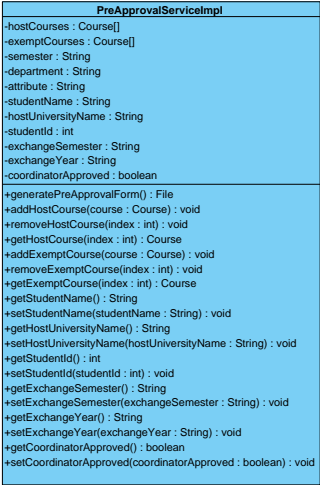 PreApprovalServiceImpl
-hostCourses : Course[]
-exemptCourses : Course[]
-semester : String
-department : String
-attribute : String
-studentName : String
-hostUniversityName : String
-studentId : int
-exchangeSemester : String
-exchangeYear : String
-coordinatorApproved : boolean
+generatePreApprovalForm() : File
+addHostCourse(course : Course) : void
+removeHostCourse(index : int) : void
+getHostCourse(index : int) : Course
+addExemptCourse(course : Course) : void
+removeExemptCourse(index : int) : void
+getExemptCourse(index : int) : Course
+getStudentName() : String
+setStudentName(studentName : String) : void
+getHostUniversityName() : String
+setHostUniversityName(hostUniversityName : String) : void
+getStudentId() : int
+setStudentId(studentId : int) : void
+getExchangeSemester() : String
+setExchangeSemester(exchangeSemester : String) : void
+getExchangeYear() : String
+setExchangeYear(exchangeYear : String) : void
+getCoordinatorApproved() : boolean
+setCoordinatorApproved(coordinatorApproved : boolean) : void